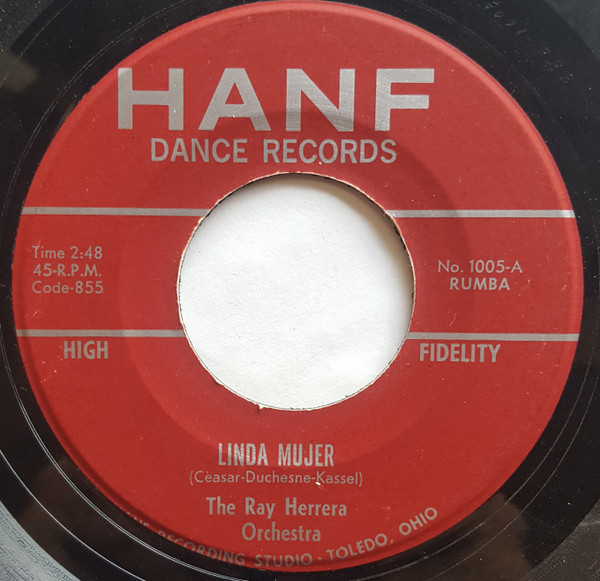 HANF
DANCE RECORDS
Time 2:48
45-R.P.M.
Code-855
No. 1005-A
RUMBA
HIGH
FIDELITY
LINDA MUJER
(Ceasar-Duchesne-Kassel)
The Ray Herrera
Orchestra
RECORDING STUDIO - TOLEDO, OHIO